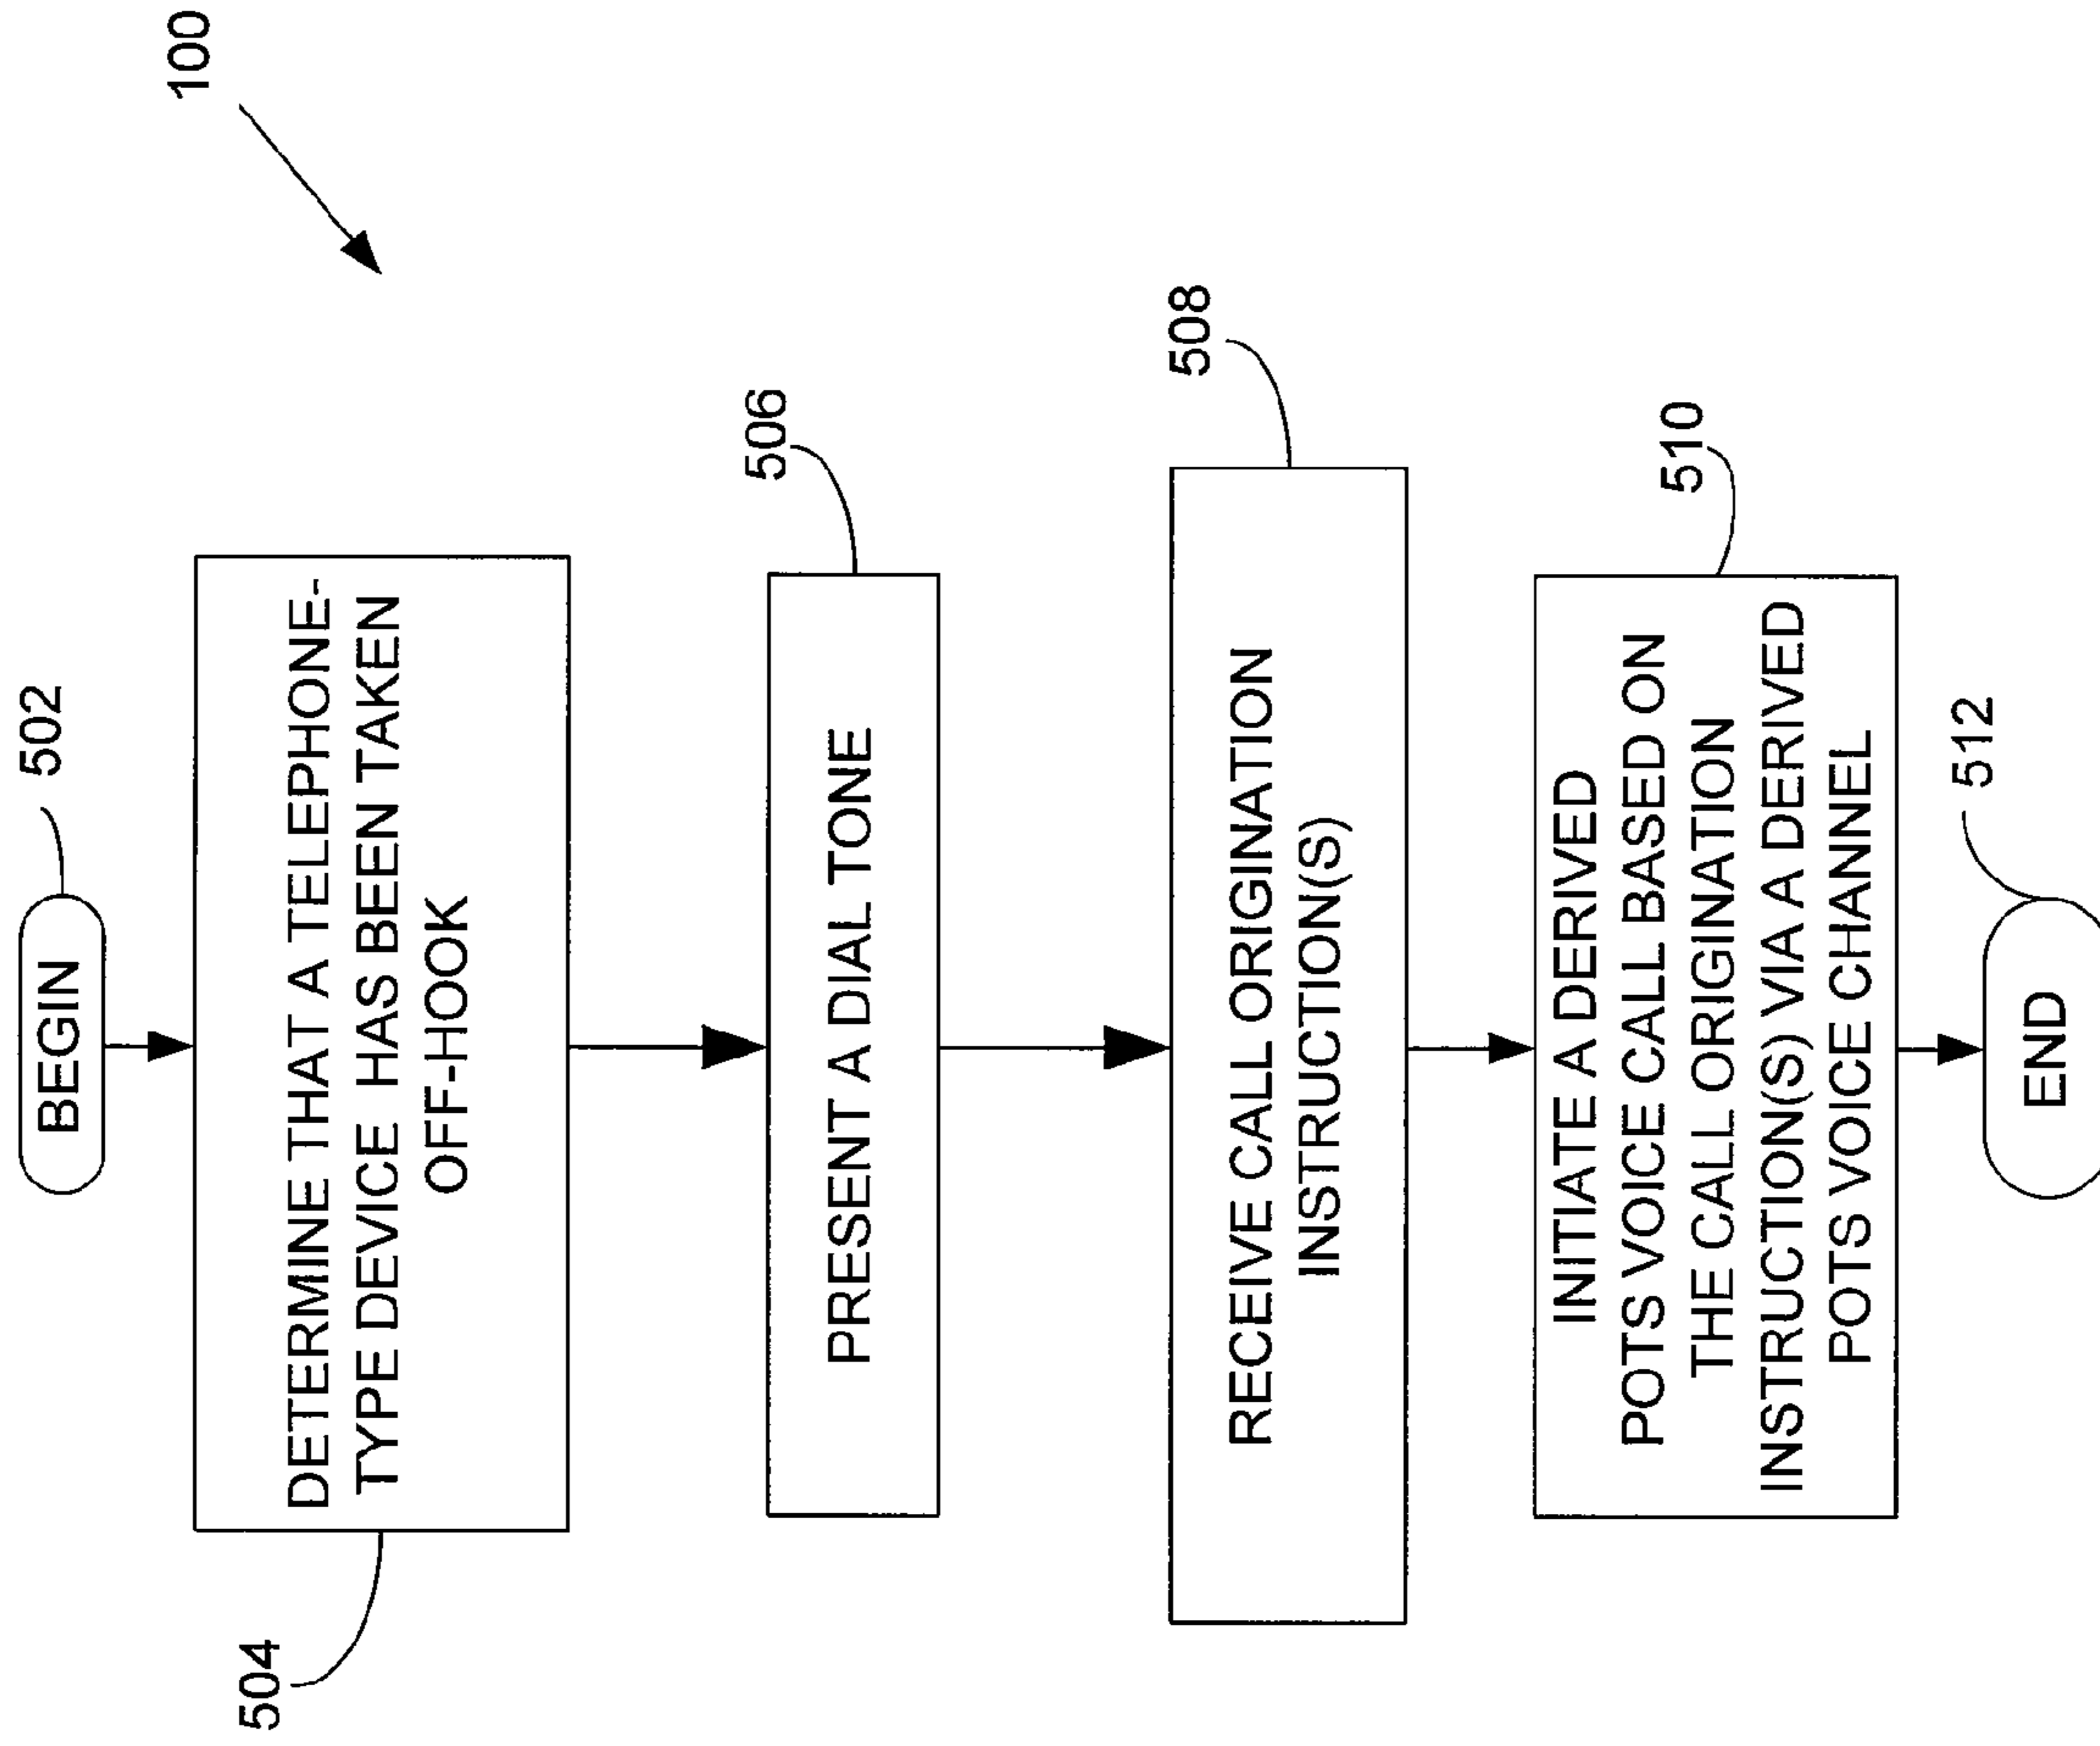 100
502
BEGIN
504
DETERMINE THAT A TELEPHONE-
TYPE DEVICE HAS BEEN TAKEN
OFF-HOOK
506
PRESENT A DIAL TONE
508
RECEIVE CALL ORIGINATION
INSTRUCTION(S)
510
INITIATE A DERIVED
POTS VOICE CALL BASED ON
THE CALL ORIGINATION
INSTRUCTION(S) VIA A DERIVED
POTS VOICE CHANNEL
512
END